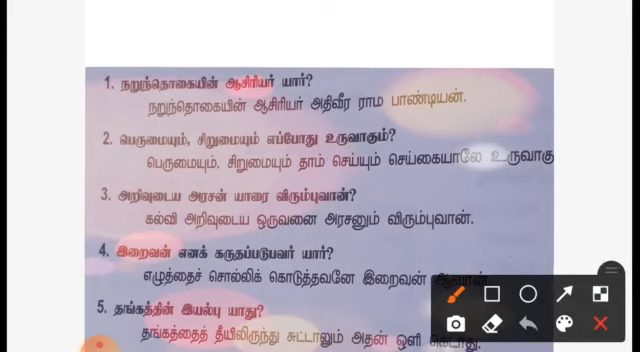 1. நறுந்தொகையின் ஆசிரியர் யார்?
நறுந்தொகையின் ஆசிரியர் அதிவீர ராம பாண்டியன்.
2. பெருமையும், சிறுமையும் எப்போது உருவாகும்?
பெருமையும். சிறுமையும் தாம் செய்யும் செய்கையாலே உருவாகு
3. அறிவுடைய அரசன் யாரை விரும்புவான்?
கல்வி அறிவுடைய ஒருவனை அரசனும் விரும்புவான்.
4. இறைவன் எனக் கருதப்படுபவர் யார்?
எழுத்தைச் சொல்லிக் கொடுத்தவனே இறைவன் ஆவான்.
5. தங்கத்தின் இயல்பு யாது?
தங்கத்தைத் தீயிலிருந்து சுட்டாலும் அதன் ஒளி கெடாது.